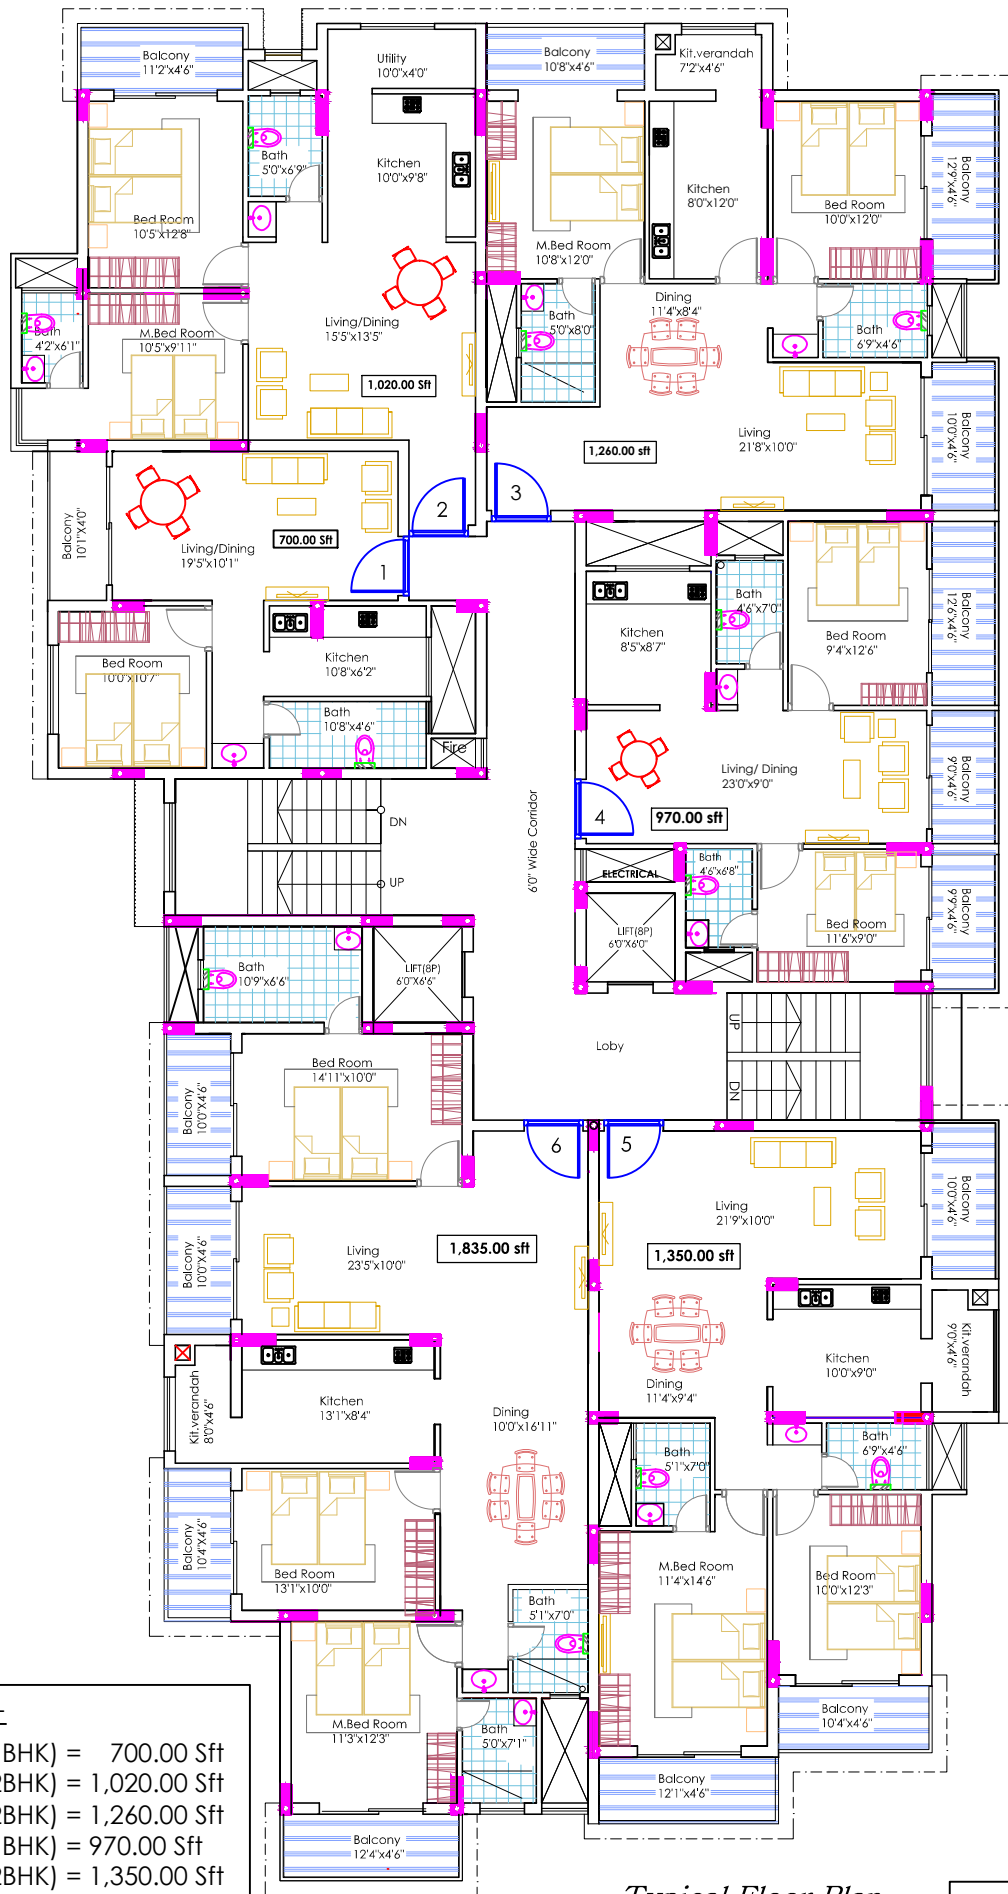 Balcony
11'2"x4'6"
Utility
10'0"x4'0"
Balcony
10'8"x4'6"
Kit.verandah
7'2"x4'6"
Bath
5'0"x6'9"
Kitchen
10'0"x9'8"
Kitchen
8'0"x12'0"
Bed Room
10'0"x12'0"
Balcony
12'9"x4'6"
Bed Room
10'5"x12'8"
M.Bed Room
10'8"x12'0"
Bath
4'2"x6'1"
M.Bed Room
10'5"x9'11"
Living/Dining
15'5"x13'5"
1,020.00 Sft
Bath
5'0"x8'0"
Dining
11'4"x8'4"
Bath
6'9"x4'6"
Living
21'8"x10'0"
1,260.00 sft
Balcony
10'0"x4'6"
Balcony
10'1"X4'0"
Living/Dining
19'5"x10'1"
700.00 Sft
2
3
1
Kitchen
8'5"x8'7"
Bath
4'6"x7'0"
Bed Room
9'4"x12'6"
Balcony
12'6"x4'6"
Bed Room
10'0"x10'7"
Kitchen
10'8"x6'2"
Bath
10'8"x4'6"
Fire
Living/ Dining
23'0"x9'0"
Balcony
9'0"x4'6"
4
970.00 sft
DN
UP
6'0" Wide Corridor
ELECTRICAL
Bath
4'6"x6'8"
LIFT(8P)
6'0"X6'0"
Bed Room
11'6"x9'0"
Balcony
9'9"x4'6"
Bath
10'9"x6'6"
LIFT(8P)
6'0"X6'6"
Loby
UP
DN
Bed Room
14'11"x10'0"
Balcony
10'0"X4'6"
6
5
Living
21'9"x10'0"
Balcony
10'0"x4'6"
Living
23'5"x10'0"
1,835.00 sft
1,350.00 sft
Balcony
10'0"X4'6"
Kit.verandah
8'0"x4'6"
Kitchen
13'1"x8'4"
Dining
10'0"x16'11"
Dining
11'4"x9'4"
Kitchen
10'0"x9'0"
Kit.verandah
9'0"x4'6"
Bath
5'1"x7'0"
Bath
6'9"x4'6"
Balcony
10'4"X4'6"
Bed Room
13'1"x10'0"
M.Bed Room
11'4"x14'6"
Bed Room
10'0"x12'3"
Bath
5'1"x7'0"
M.Bed Room
11'3"x12'3"
Bath
5'0"x7'1"
Balcony
10'4"x4'6"
Balcony
12'1"x4'6"
Balcony
12'4"x4'6"
BHK) = 700.00 Sft
2BHK) = 1,020.00 Sft
2BHK) = 1,260.00 Sft
BHK) = 970.00 Sft
2BHK) = 1,350.00 Sft
Typical Floor Plan